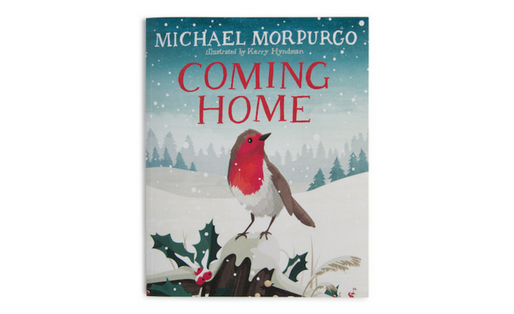 MICHAEL MORPURGO
illustrated by Kerry Hyndman
COMING
HOME